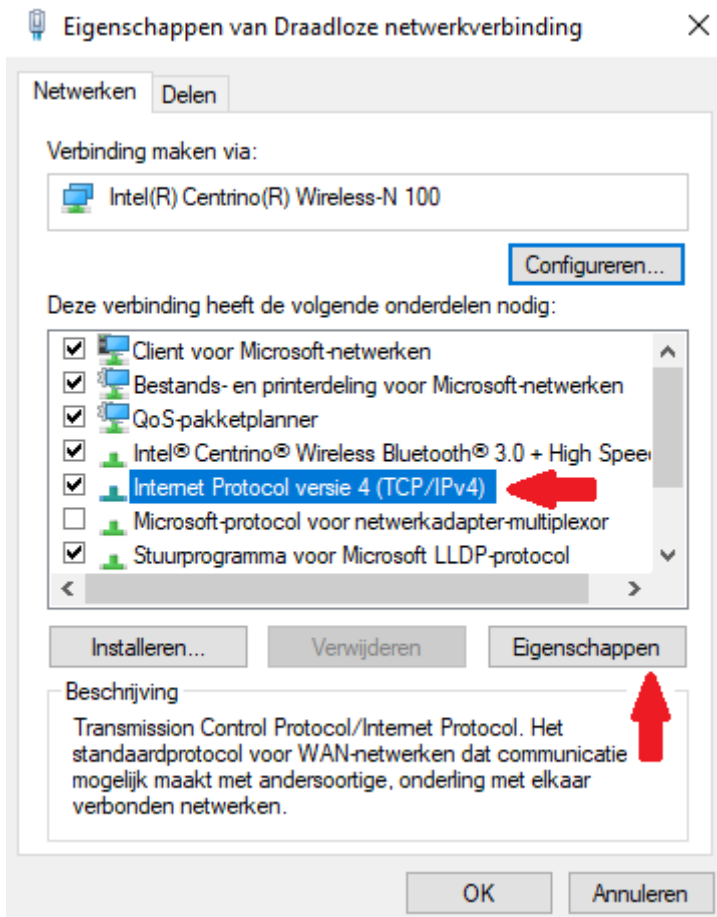 Eigenschappen van Draadloze netwerkverbinding
Netwerken Delen
Verbinding maken via:
Intel(R) Centrino(R) Wireless-N 100
Configureren...
Deze verbinding heeft de volgende onderdelen nodig:
Client voor Microsoft-netwerken
Bestands- en printerdeling voor Microsoft-netwerken
QoS-pakketplanner
Intel® Centrino® Wireless Bluetooth® 3.0 + High Spee
Internet Protocol versie 4 (TCP/IPv4)
Microsoft-protocol voor netwerkadapter-multiplexor
Stuurprogramma voor Microsoft LLDP-protocol
Installeren... Verwijderen Eigenschappen
Beschrijving
Transmission Control Protocol/Internet Protocol. Het
standaardprotocol voor WAN-netwerken dat communicatie
mogelijk maakt met andersoortige, onderling met elkaar
verbonden netwerken.
OK Annuleren